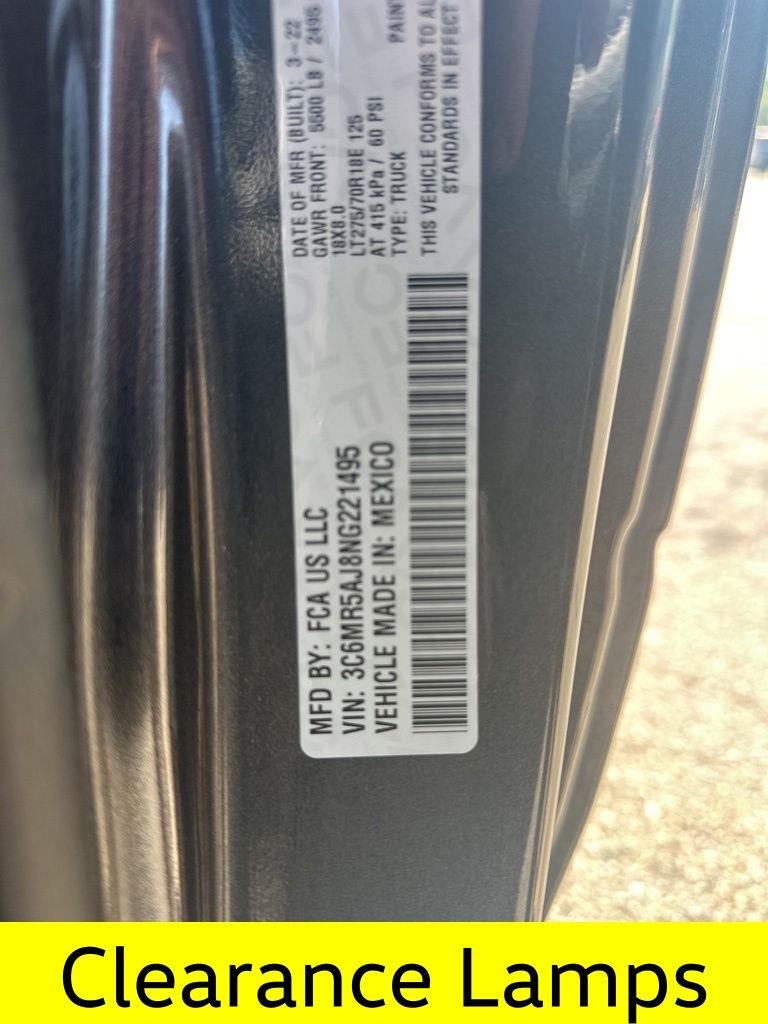 MFD BY: FCA US LLC
VIN: 3C6MR5AJ8NG221495
VEHICLE MADE IN: MEXICO
DATE OF MFR (BUILT): 3-22
GAWR FRONT: 5500 LB / 2495
18X8.0
LT275/70R18E 125
AT 415 kPa / 60 PSI
TYPE: TRUCK PAINT
THIS VEHICLE CONFORMS TO AL
STANDARDS IN EFFECT
Clearance Lamps